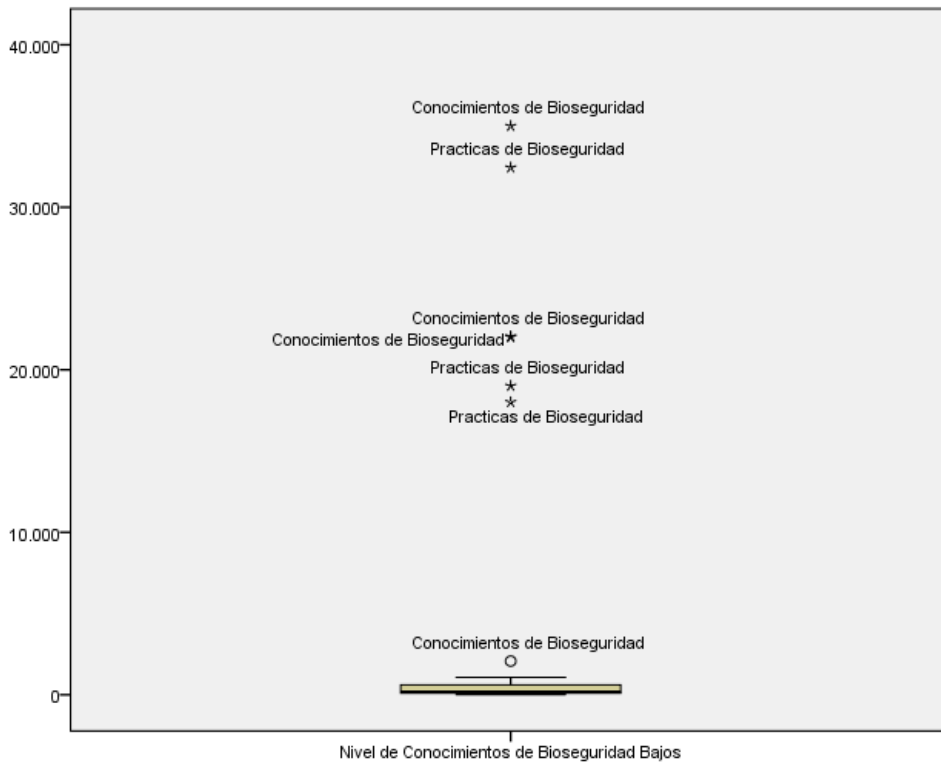 40.000
Conocimientos de Bioseguridad
Practicas de Bioseguridad
30.000
Conocimientos de Bioseguridad
Conocimientos de Bioseguridad
20.000
Practicas de Bioseguridad
Practicas de Bioseguridad
10.000
Conocimientos de Bioseguridad
0
Nivel de Conocimientos de Bioseguridad Bajos